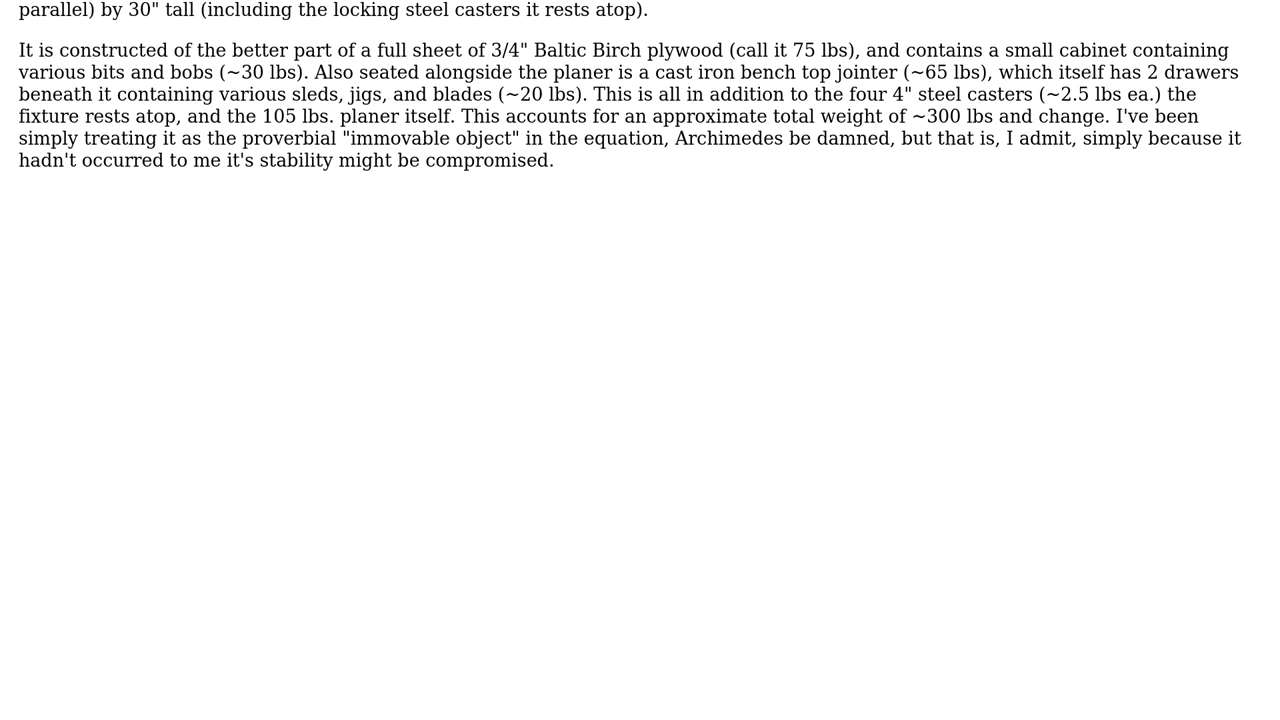 parallel) by 30" tall (including the locking steel casters it rests atop).
It is constructed of the better part of a full sheet of 3/4" Baltic Birch plywood (call it 75 lbs), and contains a small cabinet containing
various bits and bobs (~30 lbs). Also seated alongside the planer is a cast iron bench top jointer (~65 lbs), which itself has 2 drawers
beneath it containing various sleds, jigs, and blades (~20 lbs). This is all in addition to the four 4" steel casters (~2.5 lbs ea.) the
fixture rests atop, and the 105 lbs. planer itself. This accounts for an approximate total weight of ~300 lbs and change. I've been
simply treating it as the proverbial "immovable object" in the equation, Archimedes be damned, but that is, I admit, simply because it
hadn't occurred to me it's stability might be compromised.